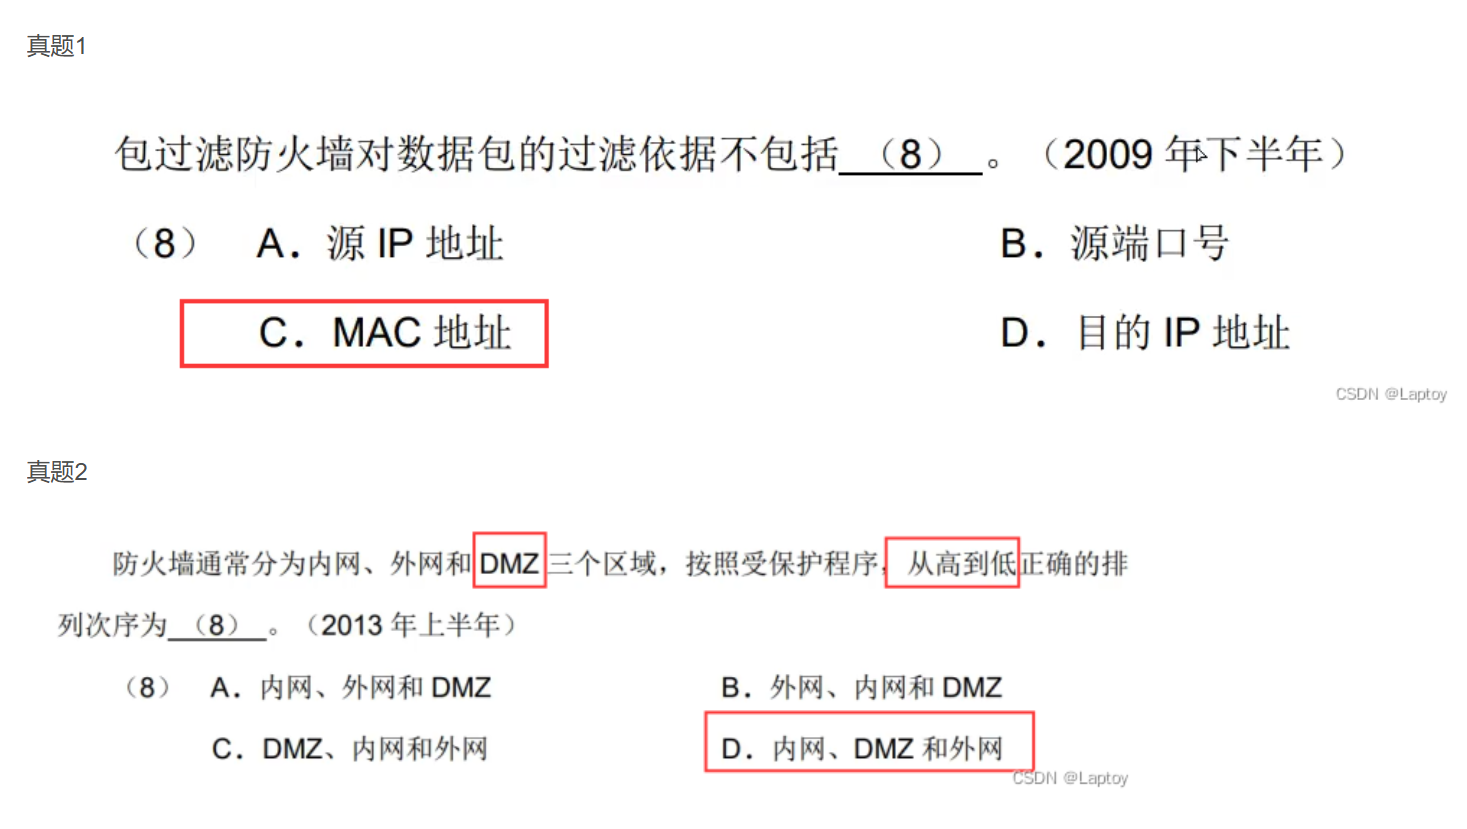 真题1
包过滤防火墙对数据包的过滤依据不包括（8）。（2009 年下半年）
（8） A．源 IP 地址 B．源端口号
C．MAC 地址 D．目的 IP 地址
CSDN @Laptoy
真题2
防火墙通常分为内网、外网和 DMZ 三个区域，按照受保护程序，从高到低正确的排
列次序为（8）。（2013 年上半年）
（8） A．内网、外网和 DMZ B．外网、内网和 DMZ
C．DMZ、内网和外网 D．内网、DMZ 和外网
CSDN @Laptoy